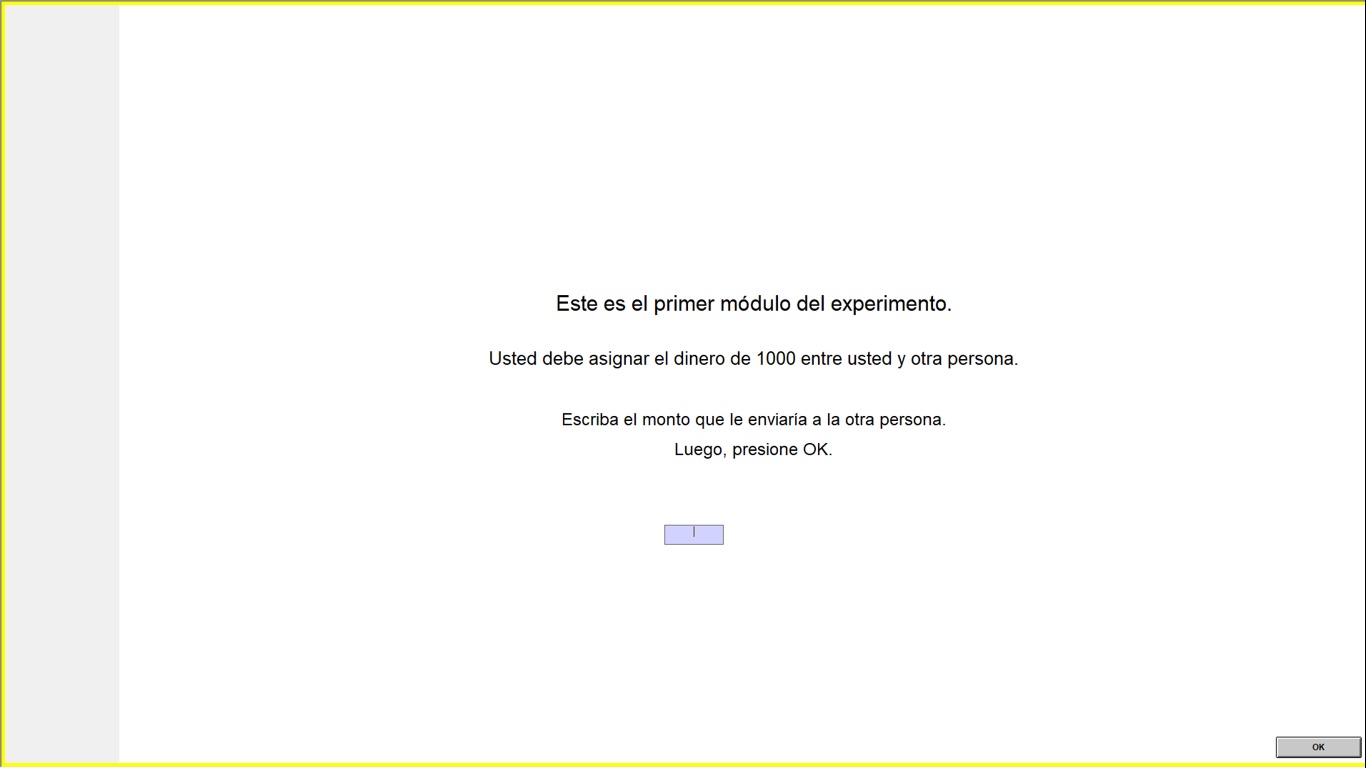 Este es el primer módulo del experimento.
Usted debe asignar el dinero de 1000 entre usted y otra persona.
Escriba el monto que le enviaría a la otra persona.
Luego, presione OK.
OK